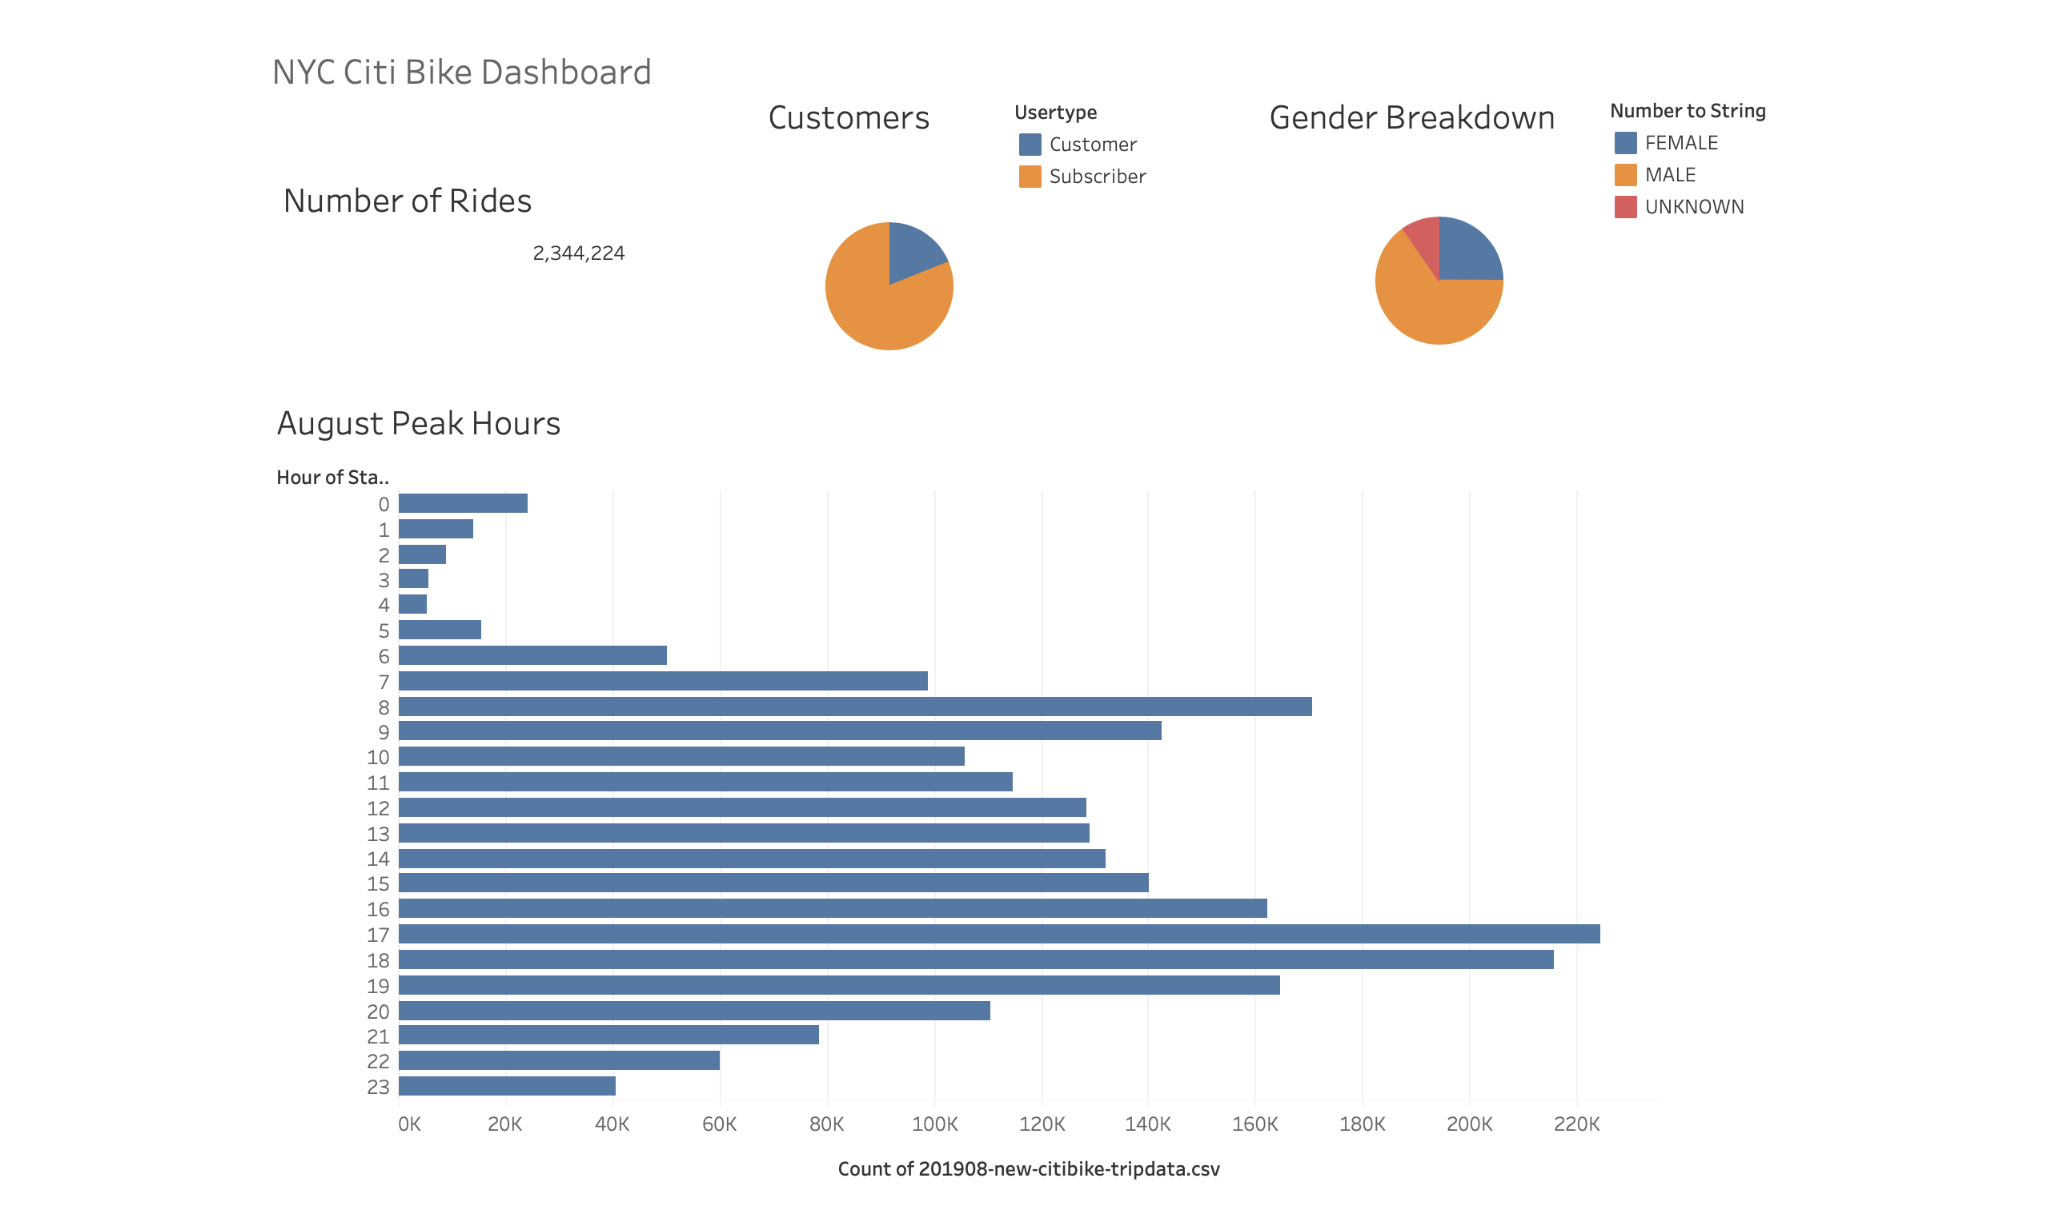 NYC Citi Bike Dashboard
Number of Rides
2,344,224
Customers
Usertype
Customer
Subscriber
Gender Breakdown
Number to String
FEMALE
MALE
UNKNOWN
August Peak Hours
Hour of Sta..
0
1
2
3
4
5
6
7
8
9
10
11
12
13
14
15
16
17
18
19
20
21
22
23
0K 20K 40K 60K 80K 100K 120K 140K 160K 180K 200K 220K
Count of 201908-new-citibike-tripdata.csv